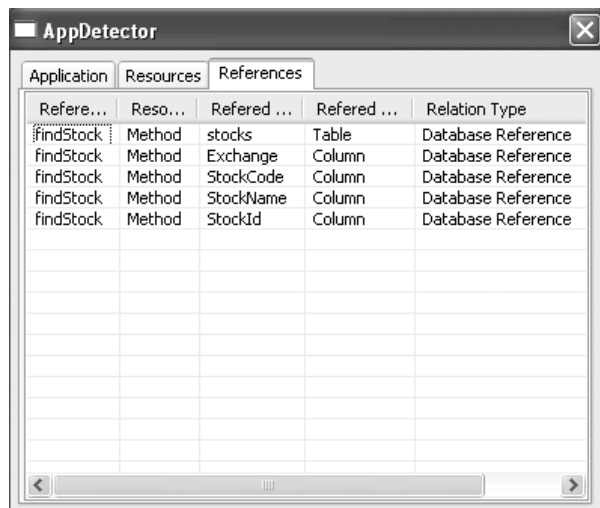 AppDetector
Application Resources References
Refere... Reso... Refered ... Refered ... Relation Type
findStock Method stocks Table Database Reference
findStock Method Exchange Column Database Reference
findStock Method StockCode Column Database Reference
findStock Method StockName Column Database Reference
findStock Method StockId Column Database Reference